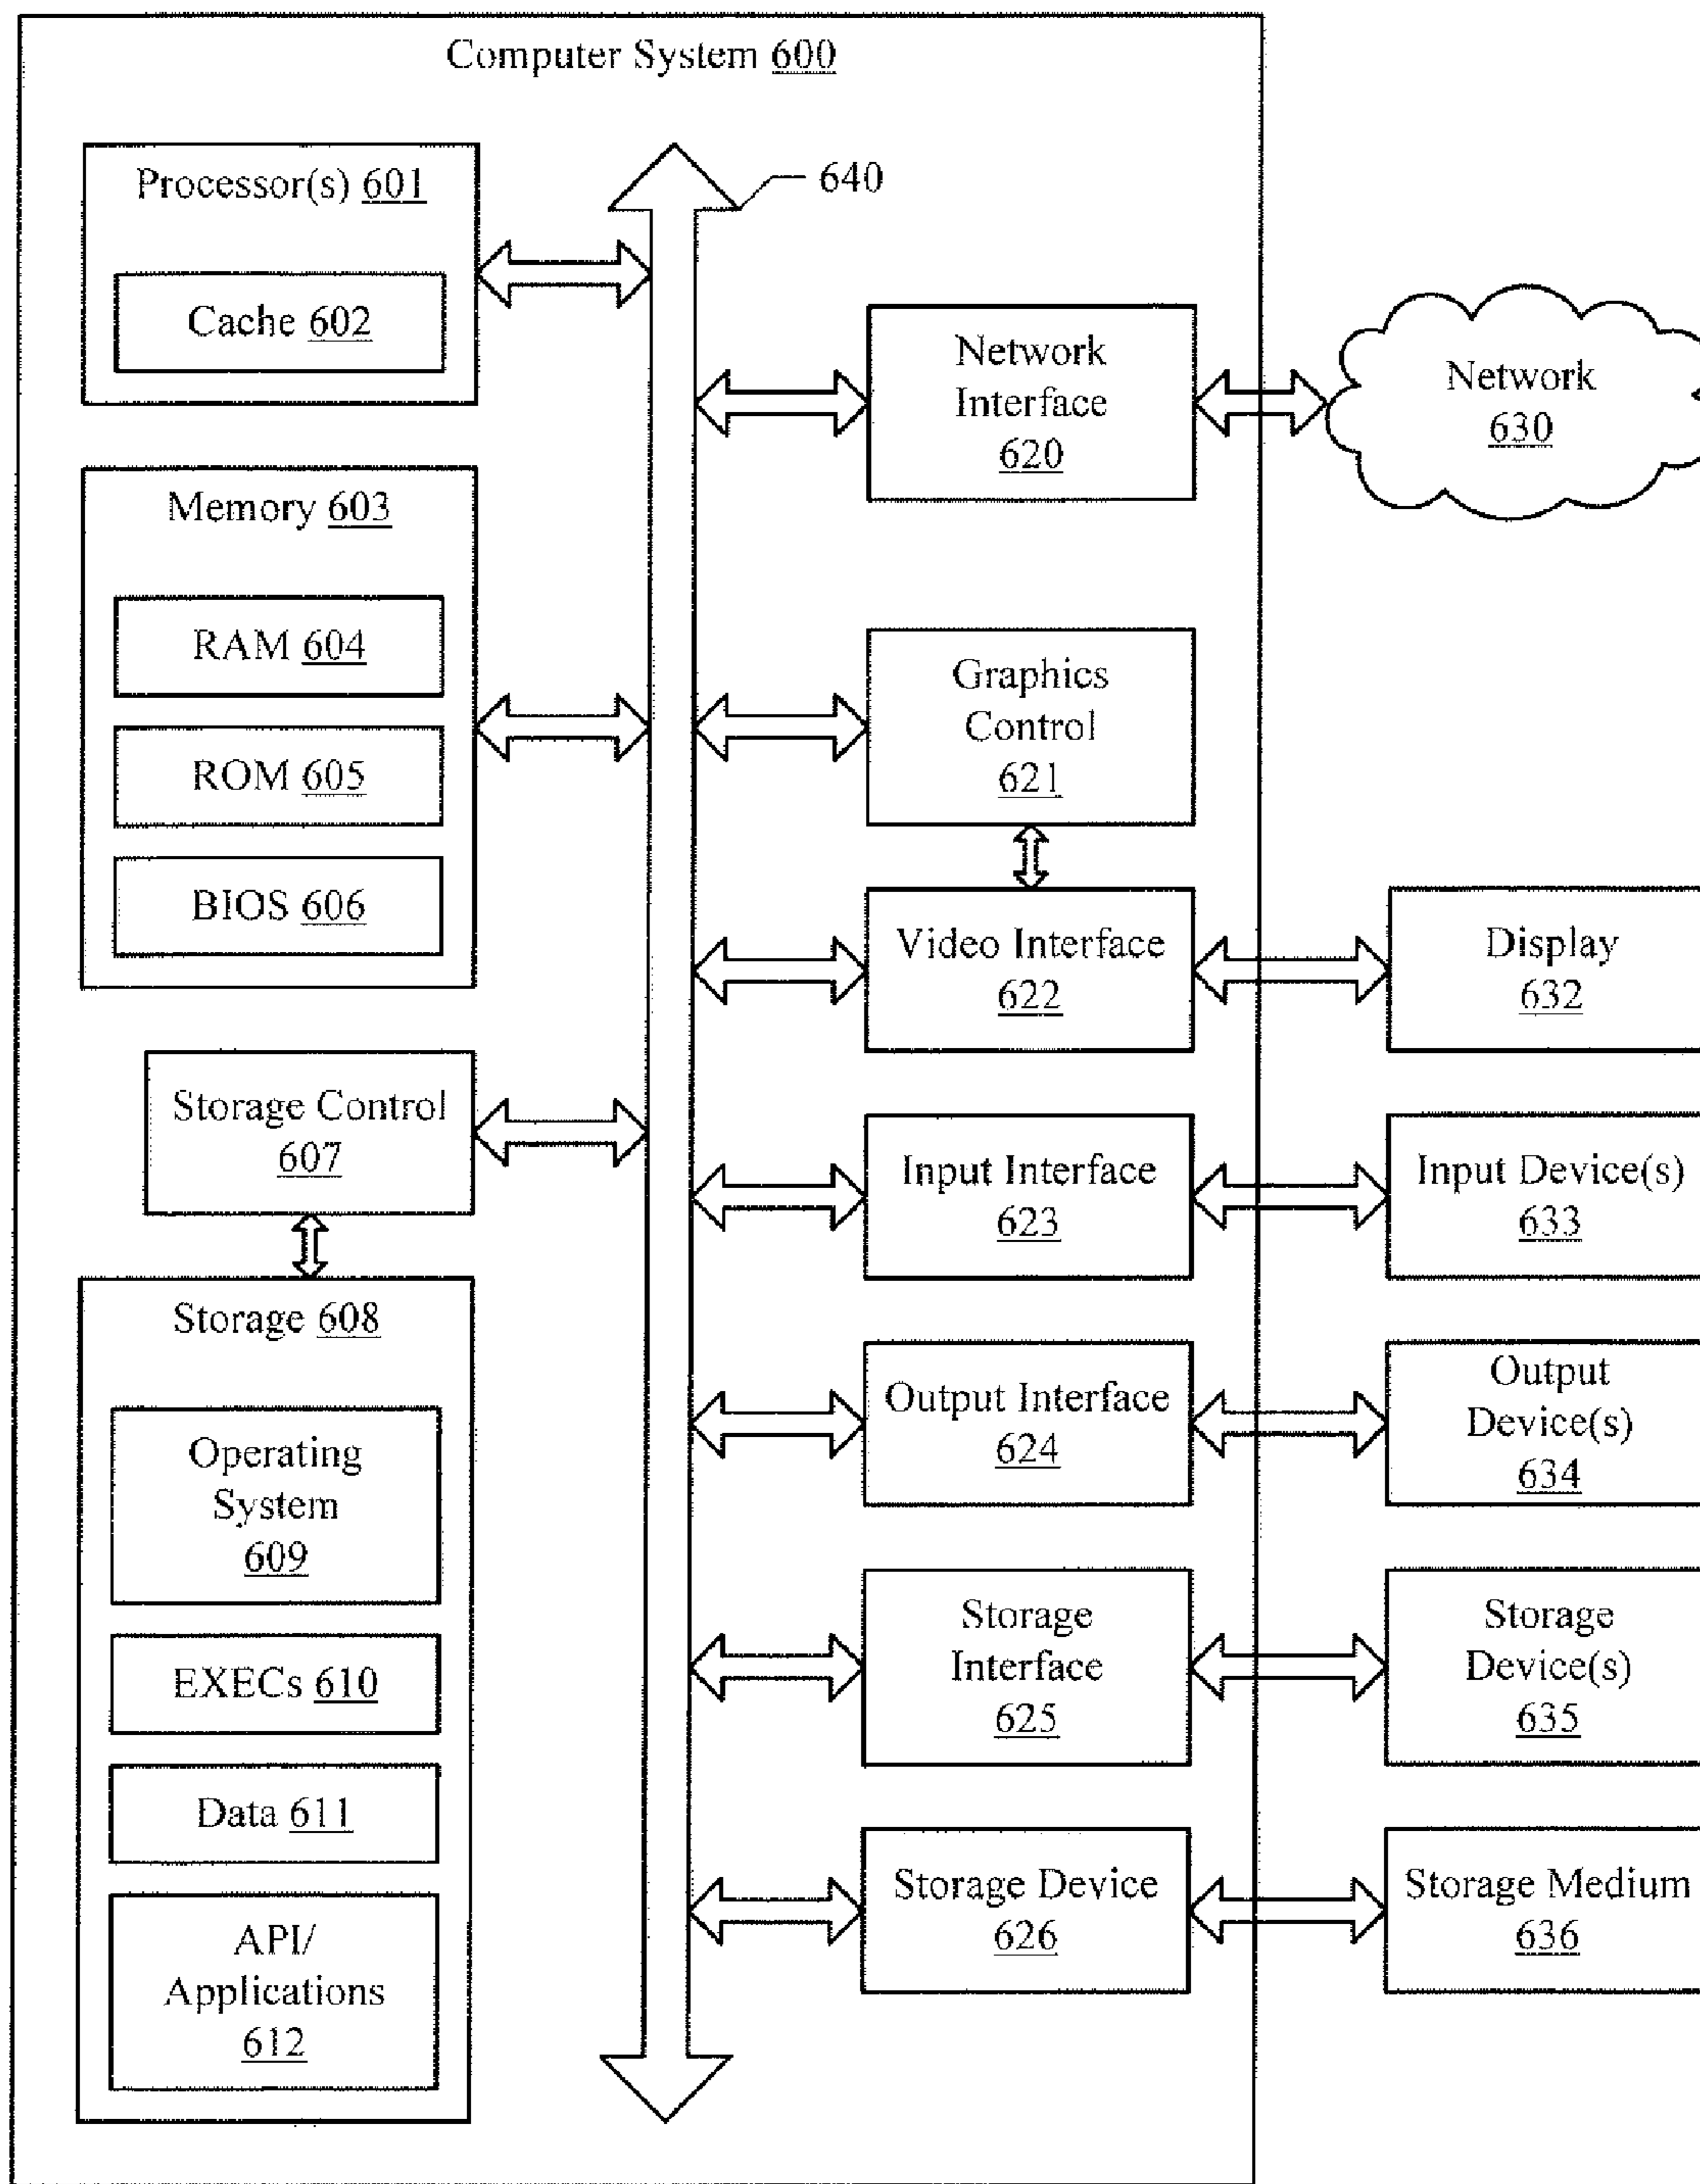 Computer System 600
Processor(s) 601
Cache 602
Memory 603
RAM 604
ROM 605
BIOS 606
Storage Control
607
Storage 608
Operating
System
609
EXECs 610
Data 611
API/
Applications
612
640
Network
Interface
620
Graphics
Control
621
Video Interface
622
Input Interface
623
Output Interface
624
Storage
Interface
625
Storage Device
626
Network
630
Display
632
Input Device(s)
633
Output
Device(s)
634
Storage
Device(s)
635
Storage Medium
636